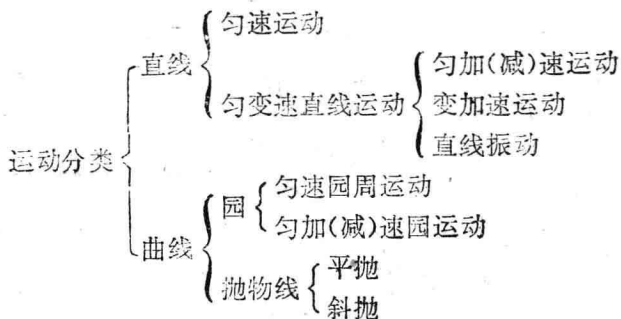 匀速运动
直线
匀加(减)速运动
匀变速直线运动
变加速运动
直线振动
运动分类
匀速园周运动
园
匀加(减)速园运动
曲线
平抛
抛物线
斜抛